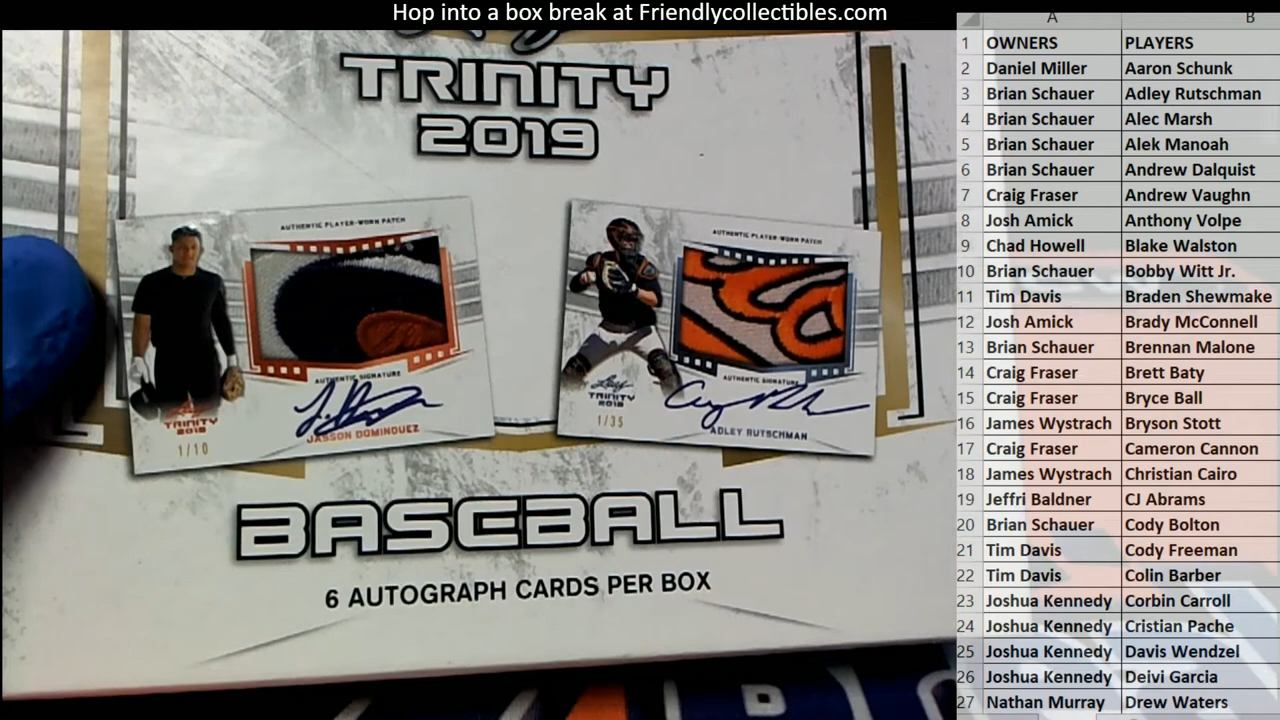 Hop into a box break at Friendlycollectibles.com
TRINITY
2019
AUTHENTIC PLAYER-WORN PATCH
AUTHENTIC SIGNATURE
JASSON DOMINGUEZ
Leaf
TRINITY
2019
1/10
AUTHENTIC PLAYER-WORN PATCH
AUTHENTIC SIGNATURE
ADLEY RUTSCHMAN
Leaf
TRINITY
2019
1/35
BASEBALL
6 AUTOGRAPH CARDS PER BOX
A B
1 OWNERS PLAYERS
2 Daniel Miller Aaron Schunk
3 Brian Schauer Adley Rutschman
4 Brian Schauer Alec Marsh
5 Brian Schauer Alek Manoah
6 Brian Schauer Andrew Dalquist
7 Craig Fraser Andrew Vaughn
8 Josh Amick Anthony Volpe
9 Chad Howell Blake Walston
10 Brian Schauer Bobby Witt Jr.
11 Tim Davis Braden Shewmake
12 Josh Amick Brady McConnell
13 Brian Schauer Brennan Malone
14 Craig Fraser Brett Baty
15 Craig Fraser Bryce Ball
16 James Wystrach Bryson Stott
17 Craig Fraser Cameron Cannon
18 James Wystrach Christian Cairo
19 Jeffri Baldner CJ Abrams
20 Brian Schauer Cody Bolton
21 Tim Davis Cody Freeman
22 Tim Davis Colin Barber
23 Joshua Kennedy Corbin Carroll
24 Joshua Kennedy Cristian Pache
25 Joshua Kennedy Davis Wendzel
26 Joshua Kennedy Deivi Garcia
27 Nathan Murray Drew Waters